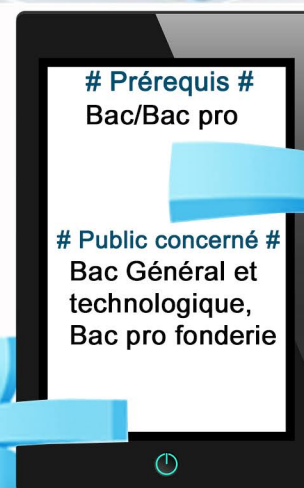 # Prérequis #
Bac/Bac pro
# Public concerné #
Bac Général et
technologique,
Bac pro fonderie